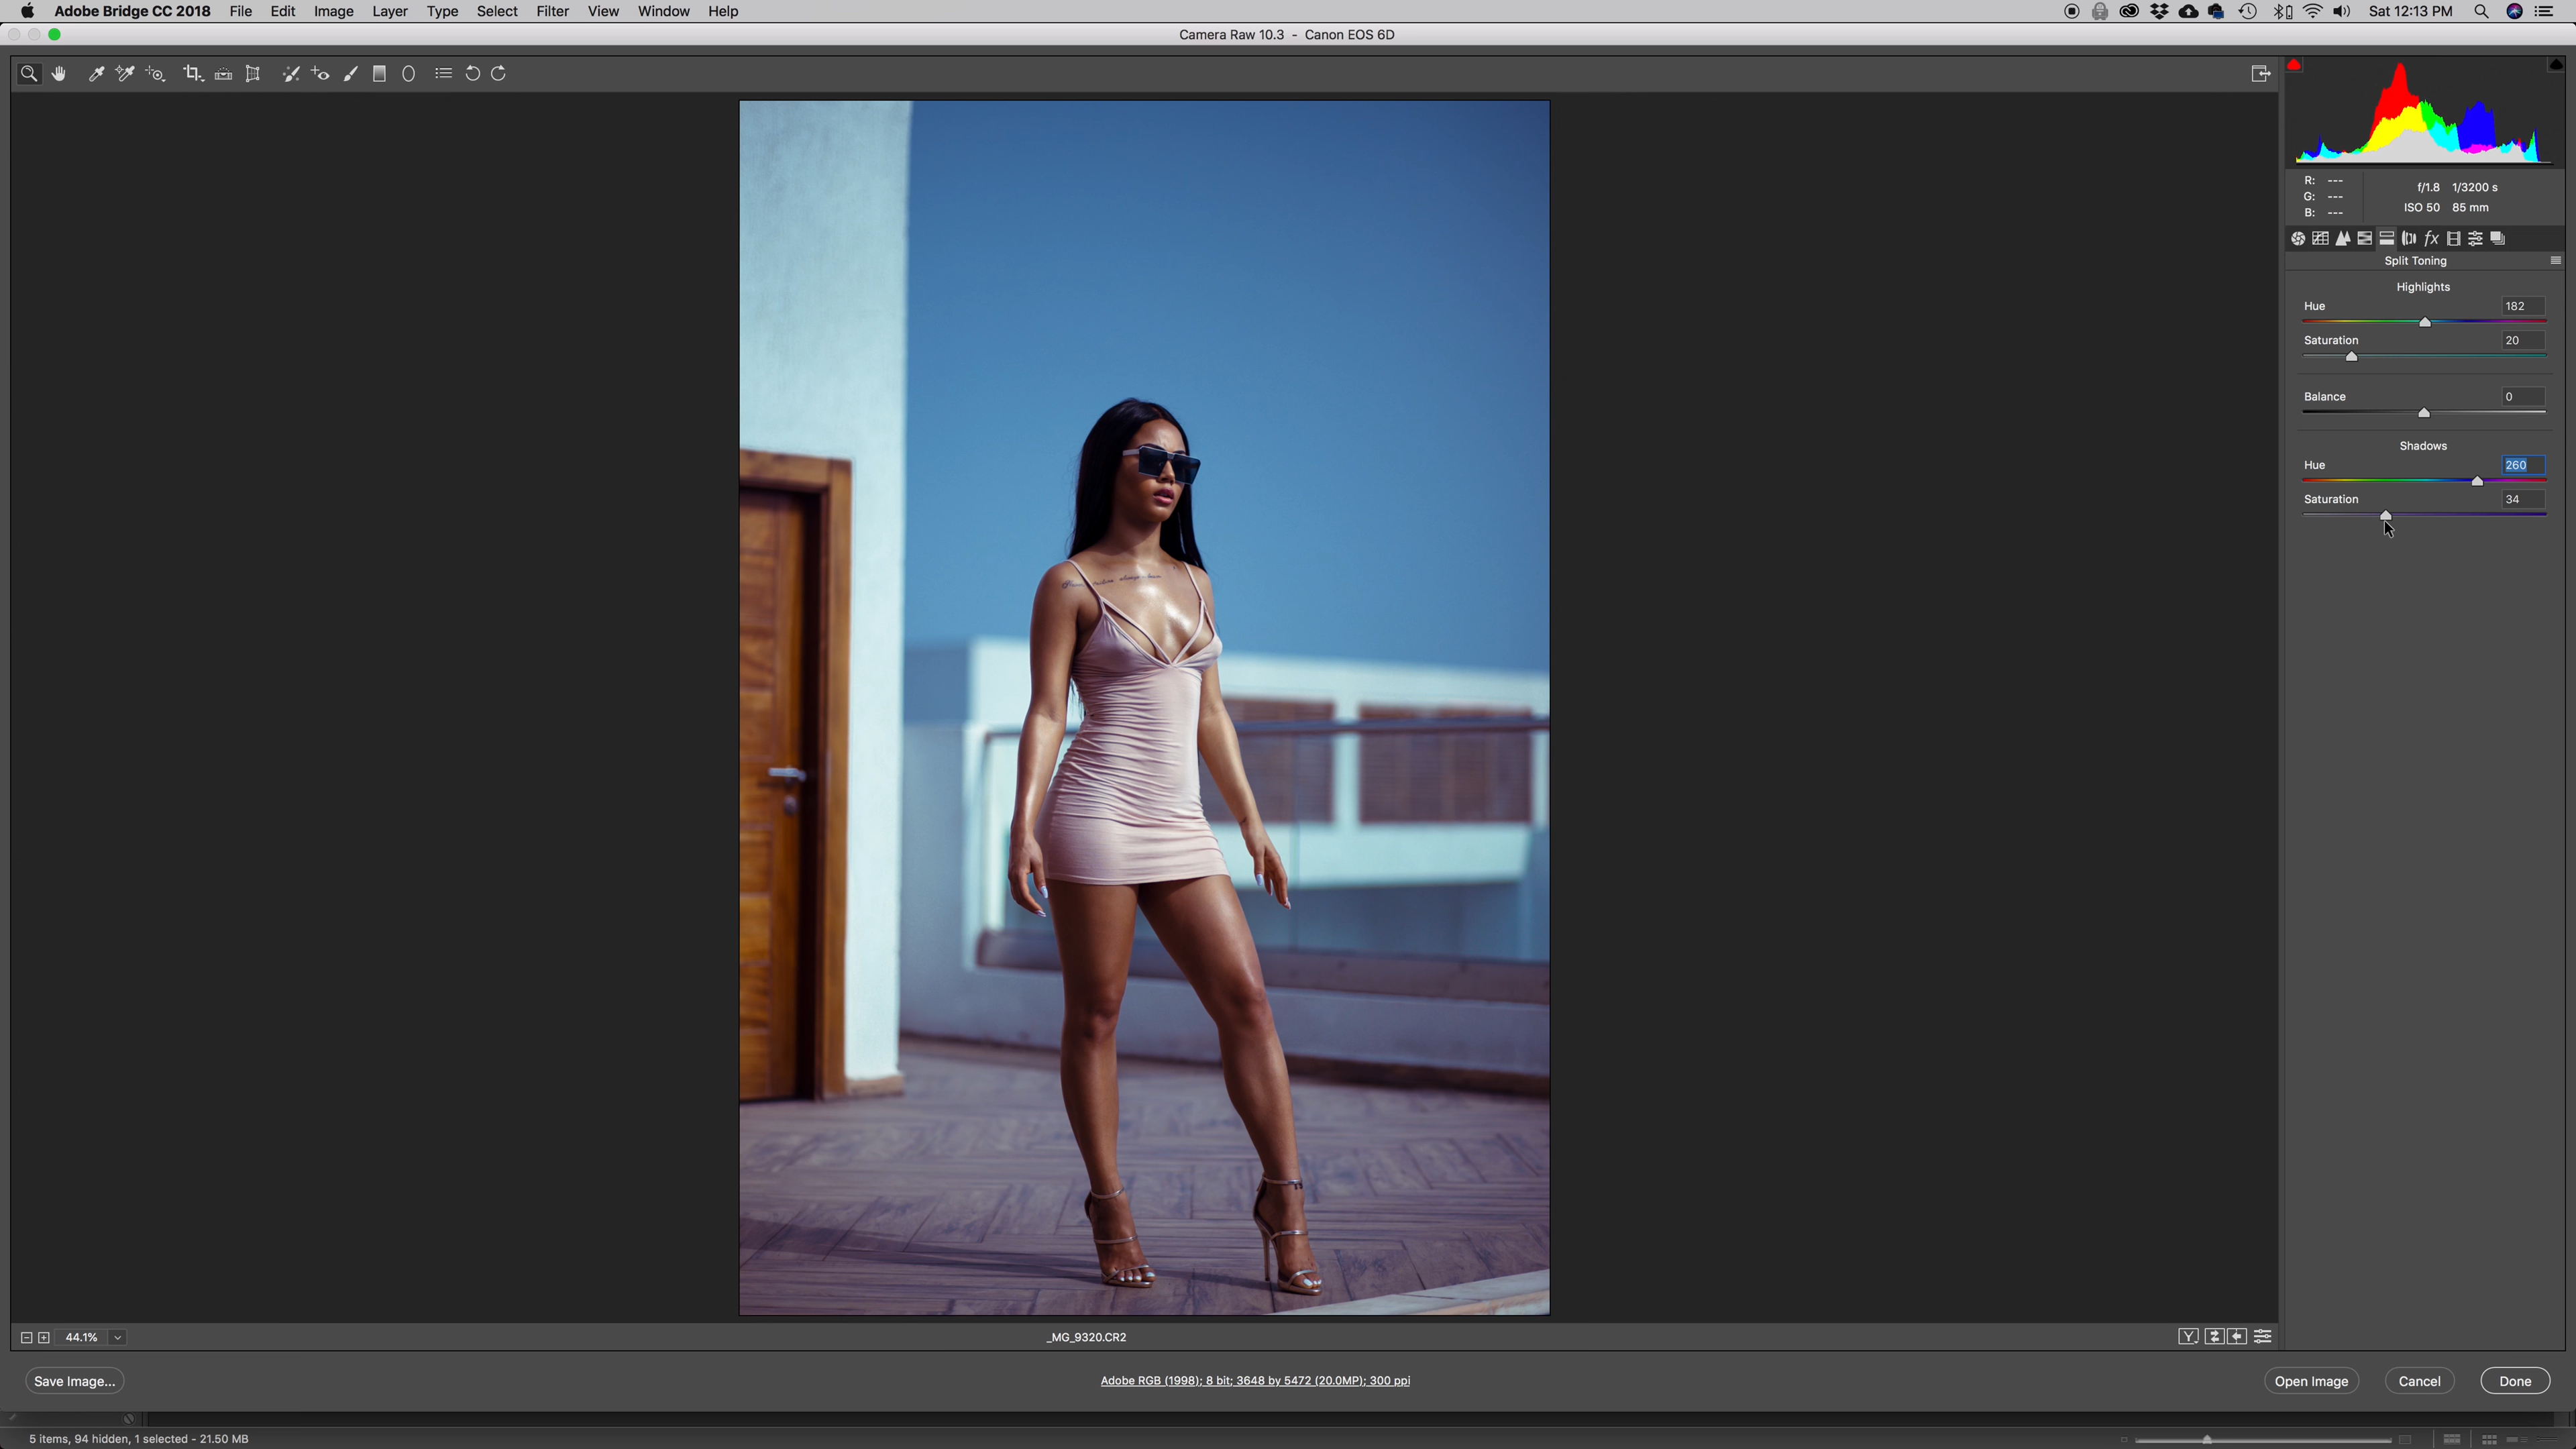 Adobe Bridge CC 2018 File Edit Image Layer Type Select Filter View Window Help Sat 12:13 PM
Camera Raw 10.3 - Canon EOS 6D
R: ---
G: ---
B: ---
f/1.8 1/3200 s
ISO 50 85 mm
fx
Split Toning
Highlights
Hue 182
Saturation 20
Balance 0
Shadows
Hue 260
Saturation 34
44.1%
_MG_9320.CR2
Y
Save Image...
Adobe RGB (1998); 8 bit; 3648 by 5472 (20.0MP); 300 ppi
Open Image Cancel Done
5 items, 94 hidden, 1 selected - 21.50 MB